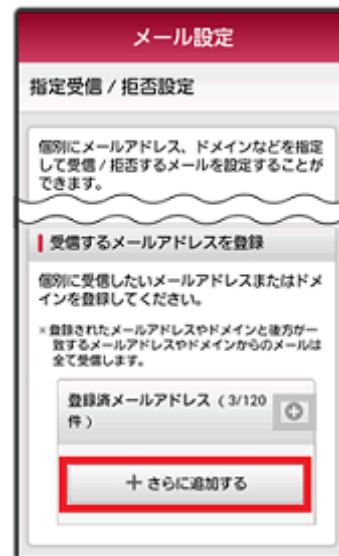 メール設定
指定受信 / 拒否設定
個別にメールアドレス、ドメインなどを指定
して受信 / 拒否するメールを設定することが
できます。
受信するメールアドレスを登録
個別に受信したいメールアドレスまたはドメ
インを登録してください。
※登録されたメールアドレスやドメインと後方が一
致するメールアドレスやドメインからのメールは
全て受信します。
登録済メールアドレス（3/120
件）
＋さらに追加する